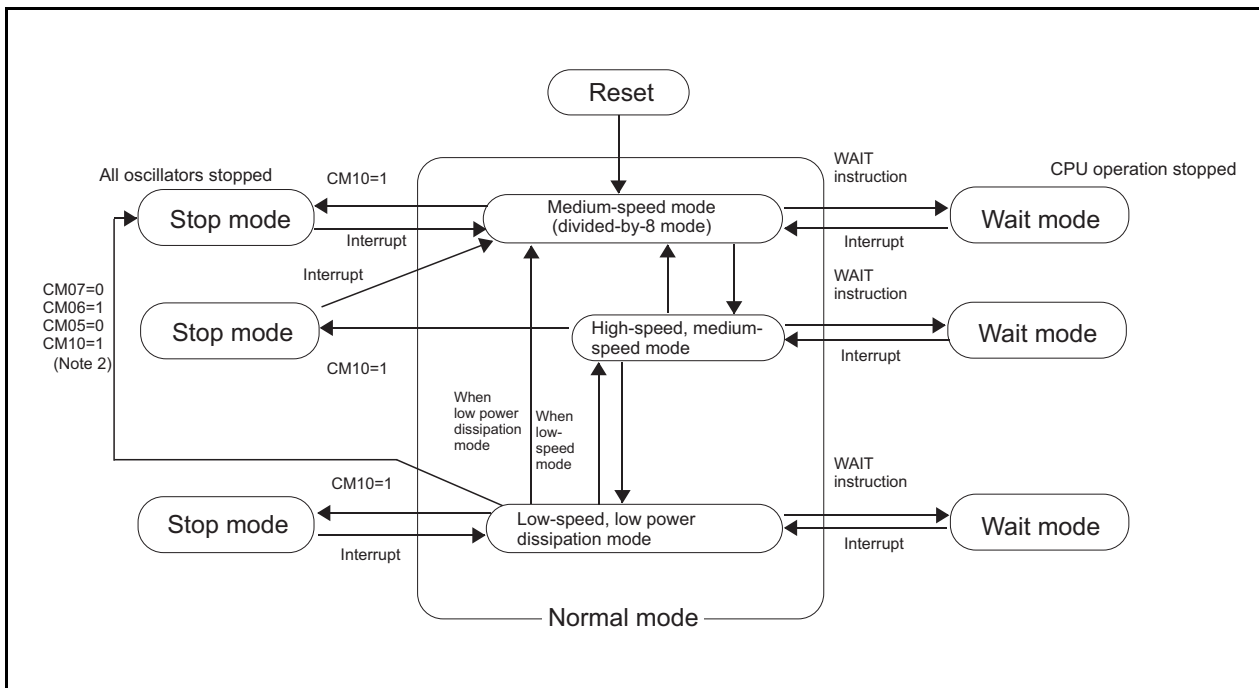 Reset
All oscillators stopped
CM10=1
WAIT
instruction
CPU operation stopped
Stop mode
Medium-speed mode
(divided-by-8 mode)
Wait mode
Interrupt
Interrupt
Interrupt
WAIT
instruction
CM07=0
CM06=1
CM05=0
CM10=1
(Note 2)
Stop mode
High-speed, medium-
speed mode
Wait mode
Interrupt
CM10=1
When
low power
dissipation
mode
When
low-
speed
mode
WAIT
instruction
CM10=1
Stop mode
Low-speed, low power
dissipation mode
Wait mode
Interrupt
Interrupt
Normal mode